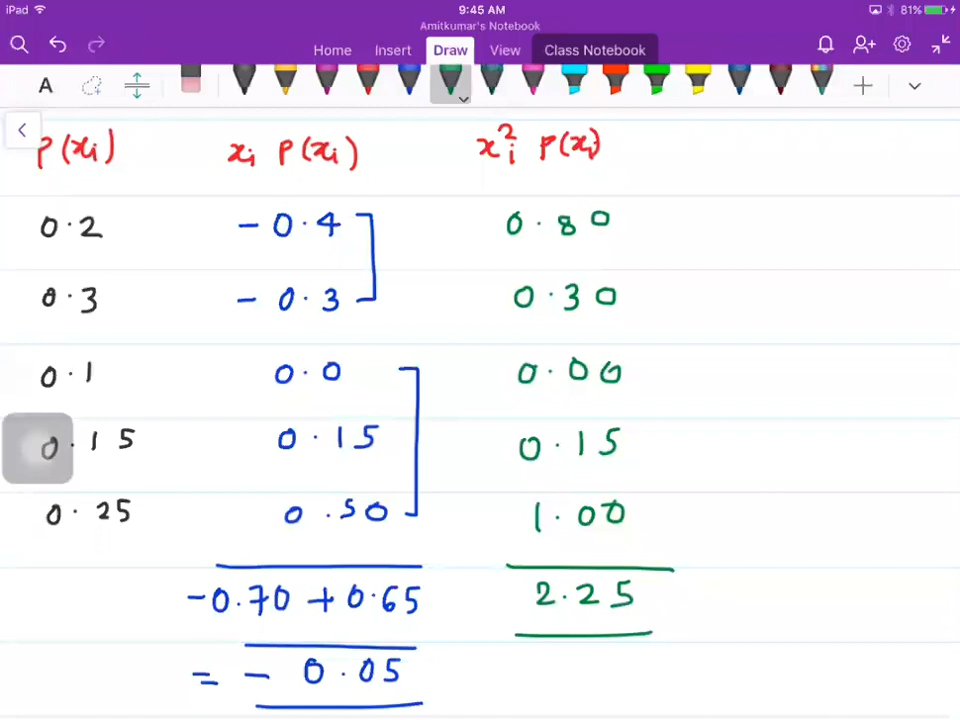 iPad 9:45 AM 81%
Amitkumar's Notebook
Home Insert Draw View Class Notebook
A
P(xi) xi P(xi) xi² P(xi)
0.2 -0.4 0.80
0.3 -0.3 0.30
0.1 0.0 0.00
0.15 0.15 0.15
0.25 0.50 1.00
-0.70 + 0.65 2.25
= - 0.05